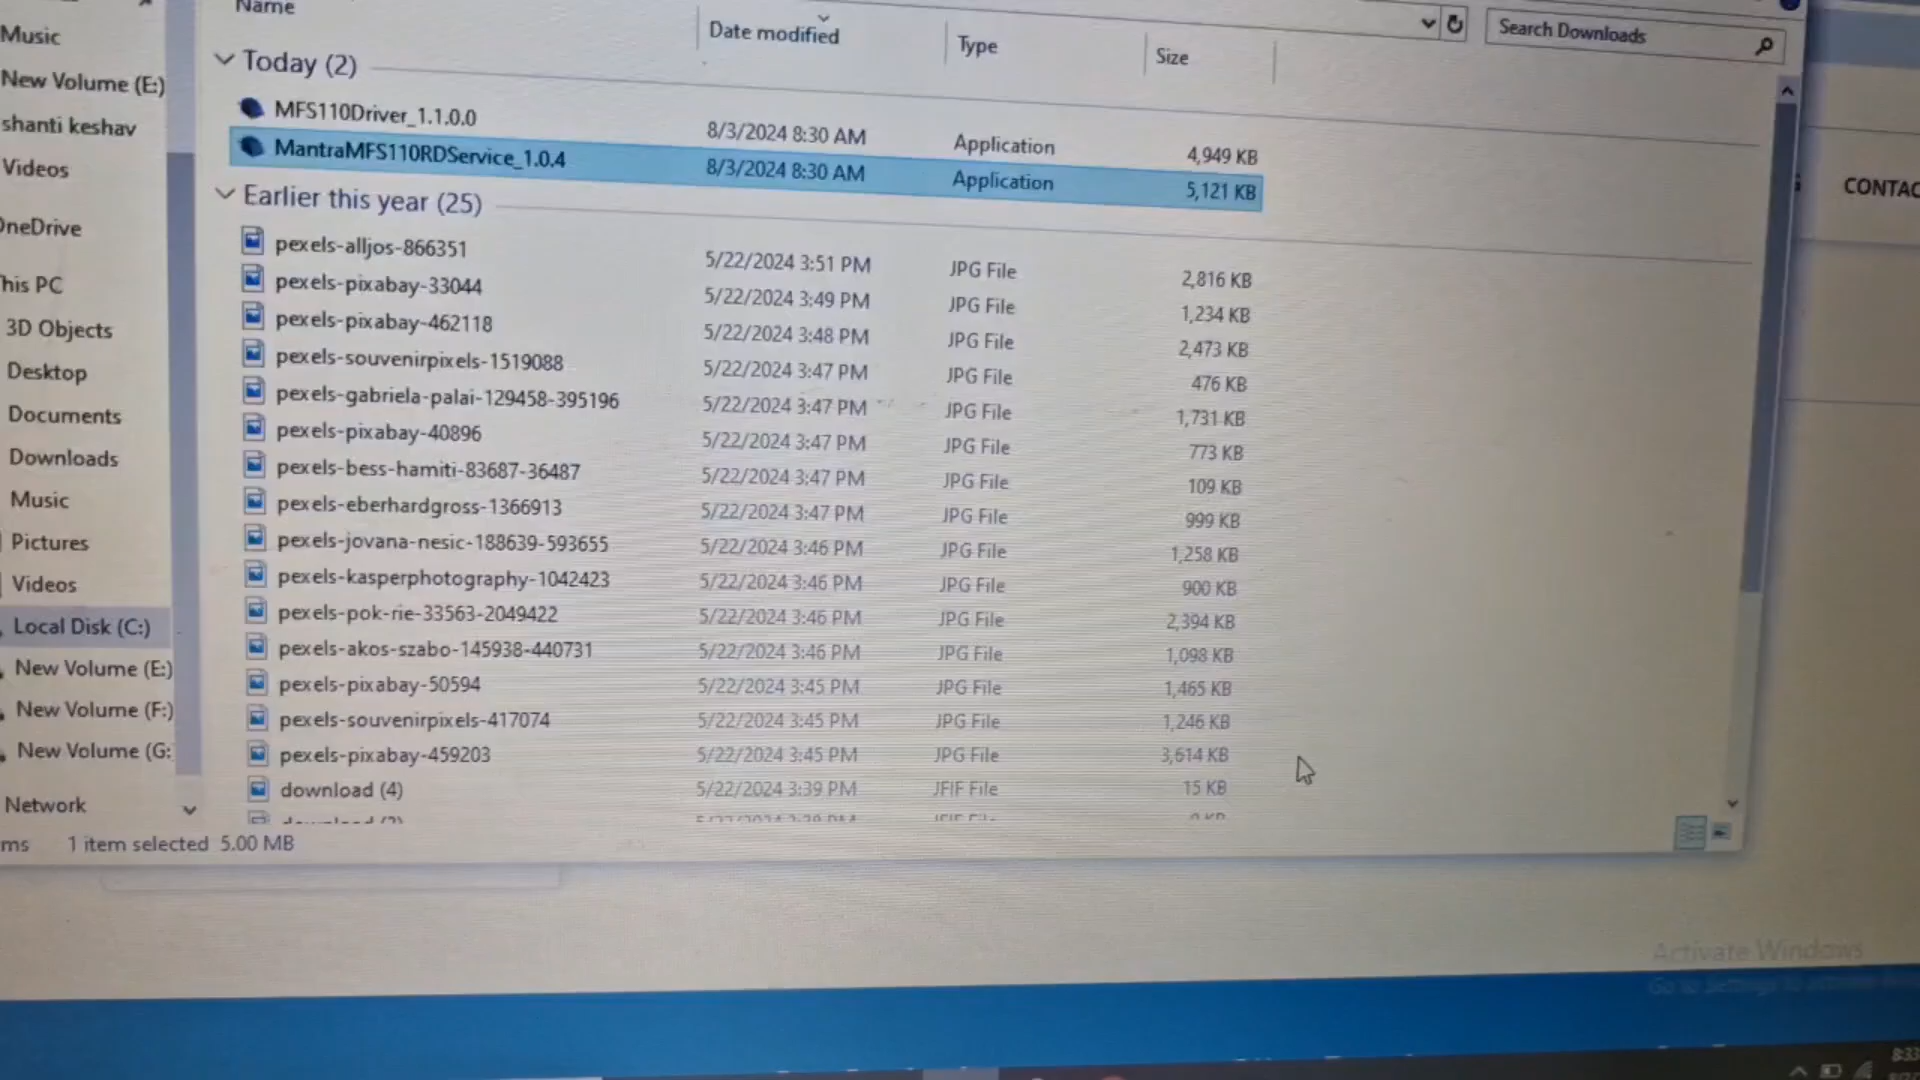 Name
Date modified
Type
Size
Search Downloads
Music
New Volume (E:)
shanti keshav
Videos
OneDrive
This PC
3D Objects
Desktop
Documents
Downloads
Music
Pictures
Videos
Local Disk (C:)
New Volume (E:)
New Volume (F:)
New Volume (G:
Network
Today (2)
MFS110Driver_1.1.0.0 8/3/2024 8:30 AM Application 4,949 KB
MantraMFS110RDService_1.0.4 8/3/2024 8:30 AM Application 5,121 KB
Earlier this year (25)
pexels-alljos-866351 5/22/2024 3:51 PM JPG File 2,816 KB
pexels-pixabay-33044 5/22/2024 3:49 PM JPG File 1,234 KB
pexels-pixabay-462118 5/22/2024 3:48 PM JPG File 2,473 KB
pexels-souvenirpixels-1519088 5/22/2024 3:47 PM JPG File 476 KB
pexels-gabriela-palai-129458-395196 5/22/2024 3:47 PM JPG File 1,731 KB
pexels-pixabay-40896 5/22/2024 3:47 PM JPG File 773 KB
pexels-bess-hamiti-83687-36487 5/22/2024 3:47 PM JPG File 109 KB
pexels-eberhardgross-1366913 5/22/2024 3:47 PM JPG File 999 KB
pexels-jovana-nesic-188639-593655 5/22/2024 3:46 PM JPG File 1,258 KB
pexels-kasperphotography-1042423 5/22/2024 3:46 PM JPG File 900 KB
pexels-pok-rie-33563-2049422 5/22/2024 3:46 PM JPG File 2,394 KB
pexels-akos-szabo-145938-440731 5/22/2024 3:46 PM JPG File 1,098 KB
pexels-pixabay-50594 5/22/2024 3:45 PM JPG File 1,465 KB
pexels-souvenirpixels-417074 5/22/2024 3:45 PM JPG File 1,246 KB
pexels-pixabay-459203 5/22/2024 3:45 PM JPG File 3,614 KB
download (4) 5/22/2024 3:39 PM JFIF File 15 KB
ms 1 item selected 5.00 MB
CONTAC
Activate Windows
Go to Settings to activate
8:33